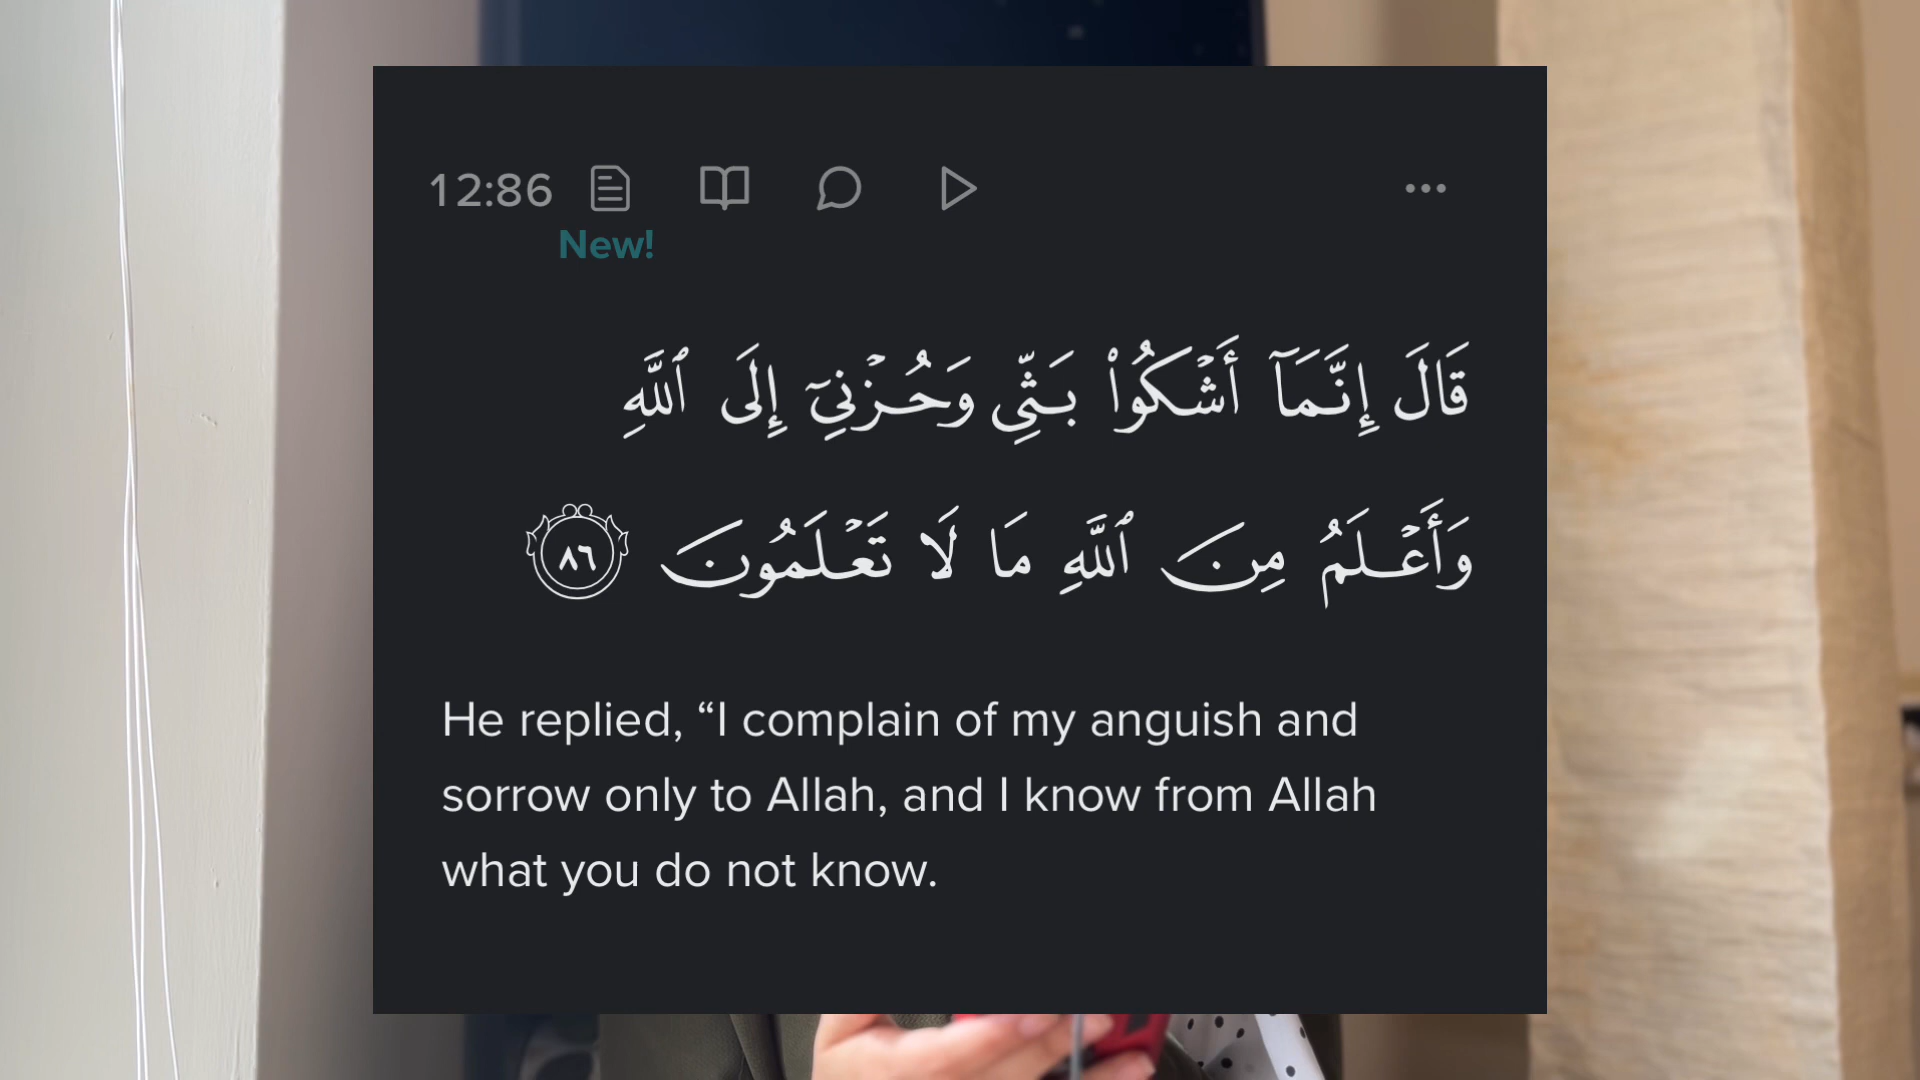 12:86
New!
قَالَ إِنَّمَآ أَشْكُوا۟ بَثِّى وَحُزْنِىٓ إِلَى ٱللَّهِ
وَأَعْلَمُ مِنَ ٱللَّهِ مَا لَا تَعْلَمُونَ ٨٦
He replied, “I complain of my anguish and
sorrow only to Allah, and I know from Allah
what you do not know.